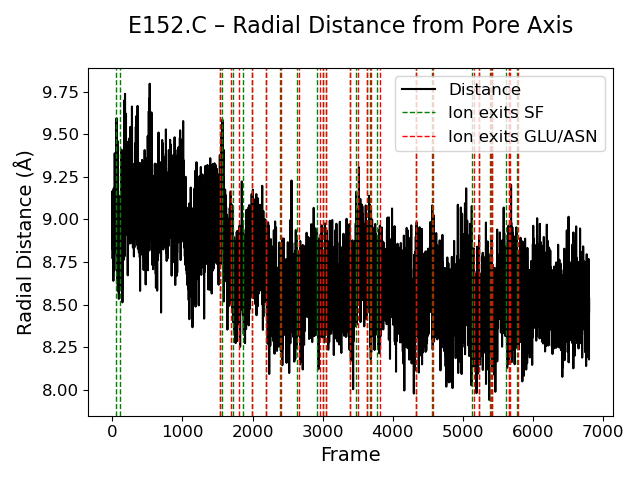 E152.C – Radial Distance from Pore Axis
Distance
Ion exits SF
Ion exits GLU/ASN
Radial Distance (Å)
9.75
9.50
9.25
9.00
8.75
8.50
8.25
8.00
0 1000 2000 3000 4000 5000 6000 7000
Frame